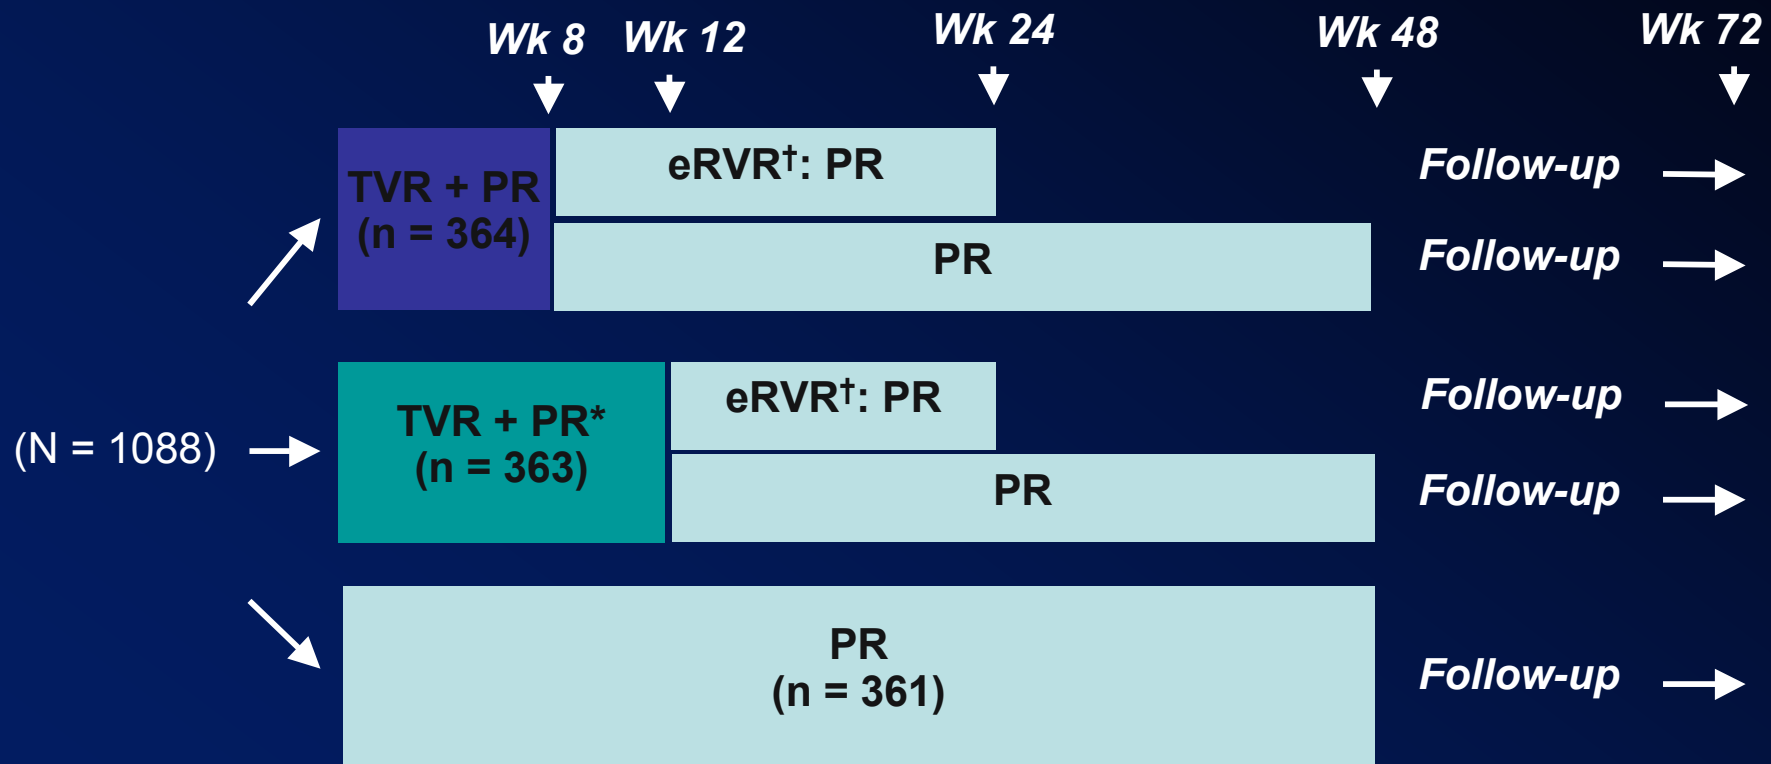 Wk 8
Wk 12
Wk 24
Wk 48
Wk 72
TVR + PR
(n = 364)
eRVR†: PR
Follow-up
PR
Follow-up
(N = 1088)
TVR + PR*
(n = 363)
eRVR†: PR
Follow-up
PR
Follow-up
PR
(n = 361)
Follow-up